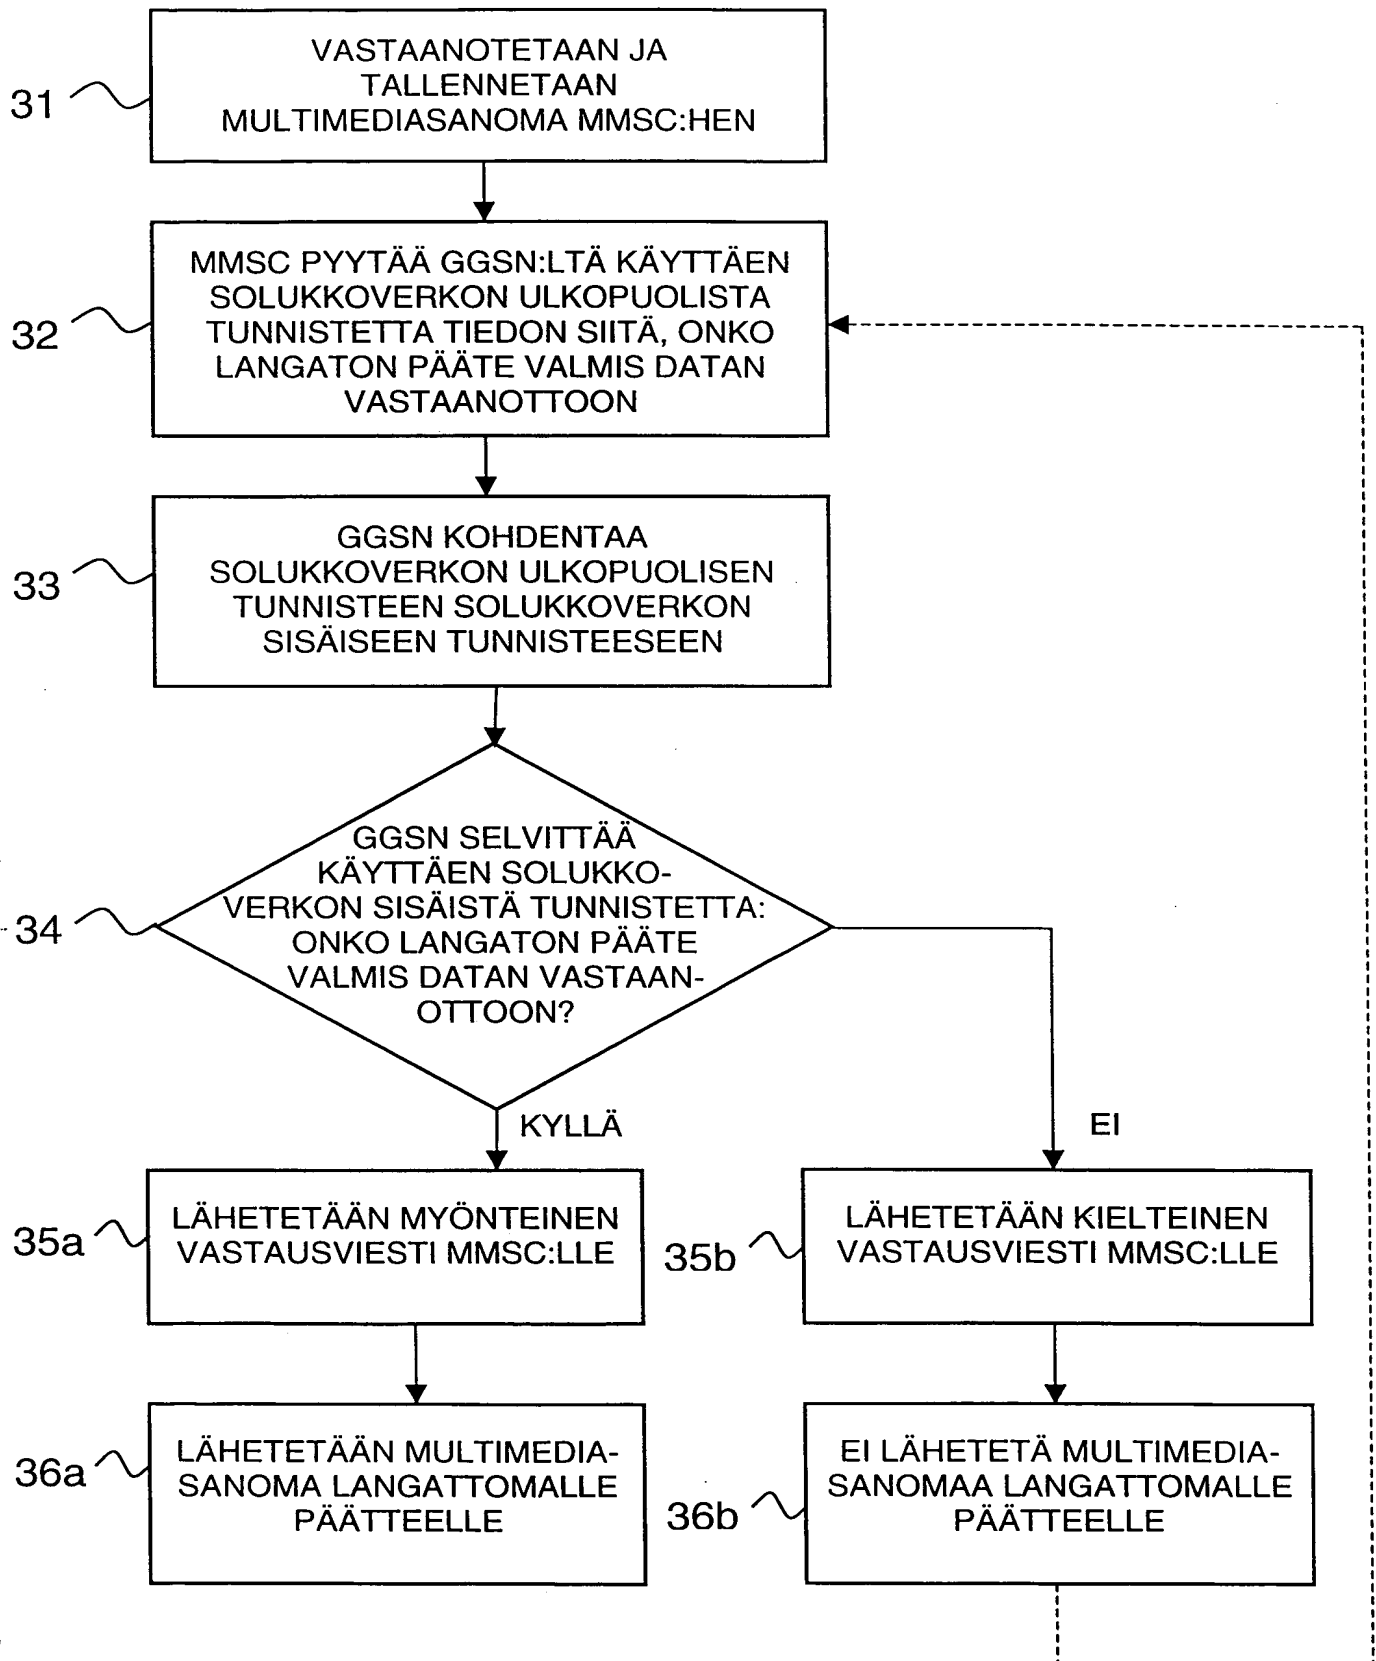 VASTAANOTETAAN JA
TALLENNETAAN
MULTIMEDIASANOMA MMSC:HEN
31
MMSC PYYTÄÄ GGSN:LTÄ KÄYTTÄEN
SOLUKKOVERKON ULKOPUOLISTA
TUNNISTETTA TIEDON SIITÄ, ONKO
LANGATON PÄÄTE VALMIS DATAN
VASTAANOTTOON
32
GGSN KOHDENTAA
SOLUKKOVERKON ULKOPUOLISEN
TUNNISTEEN SOLUKKOVERKON
SISÄISEEN TUNNISTEESEEN
33
GGSN SELVITTÄÄ
KÄYTTÄEN SOLUKKO-
VERKON SISÄISTÄ TUNNISTETTA:
ONKO LANGATON PÄÄTE
VALMIS DATAN VASTAAN-
OTTOON?
34
KYLLÄ
EI
35a
LÄHETETÄÄN MYÖNTEINEN
VASTAUSVIESTI MMSC:LLE
35b
LÄHETETÄÄN KIELTEINEN
VASTAUSVIESTI MMSC:LLE
36a
LÄHETETÄÄN MULTIMEDIA-
SANOMA LANGATTOMALLE
PÄÄTTEELLE
36b
EI LÄHETETÄ MULTIMEDIA-
SANOMAA LANGATTOMALLE
PÄÄTTEELLE